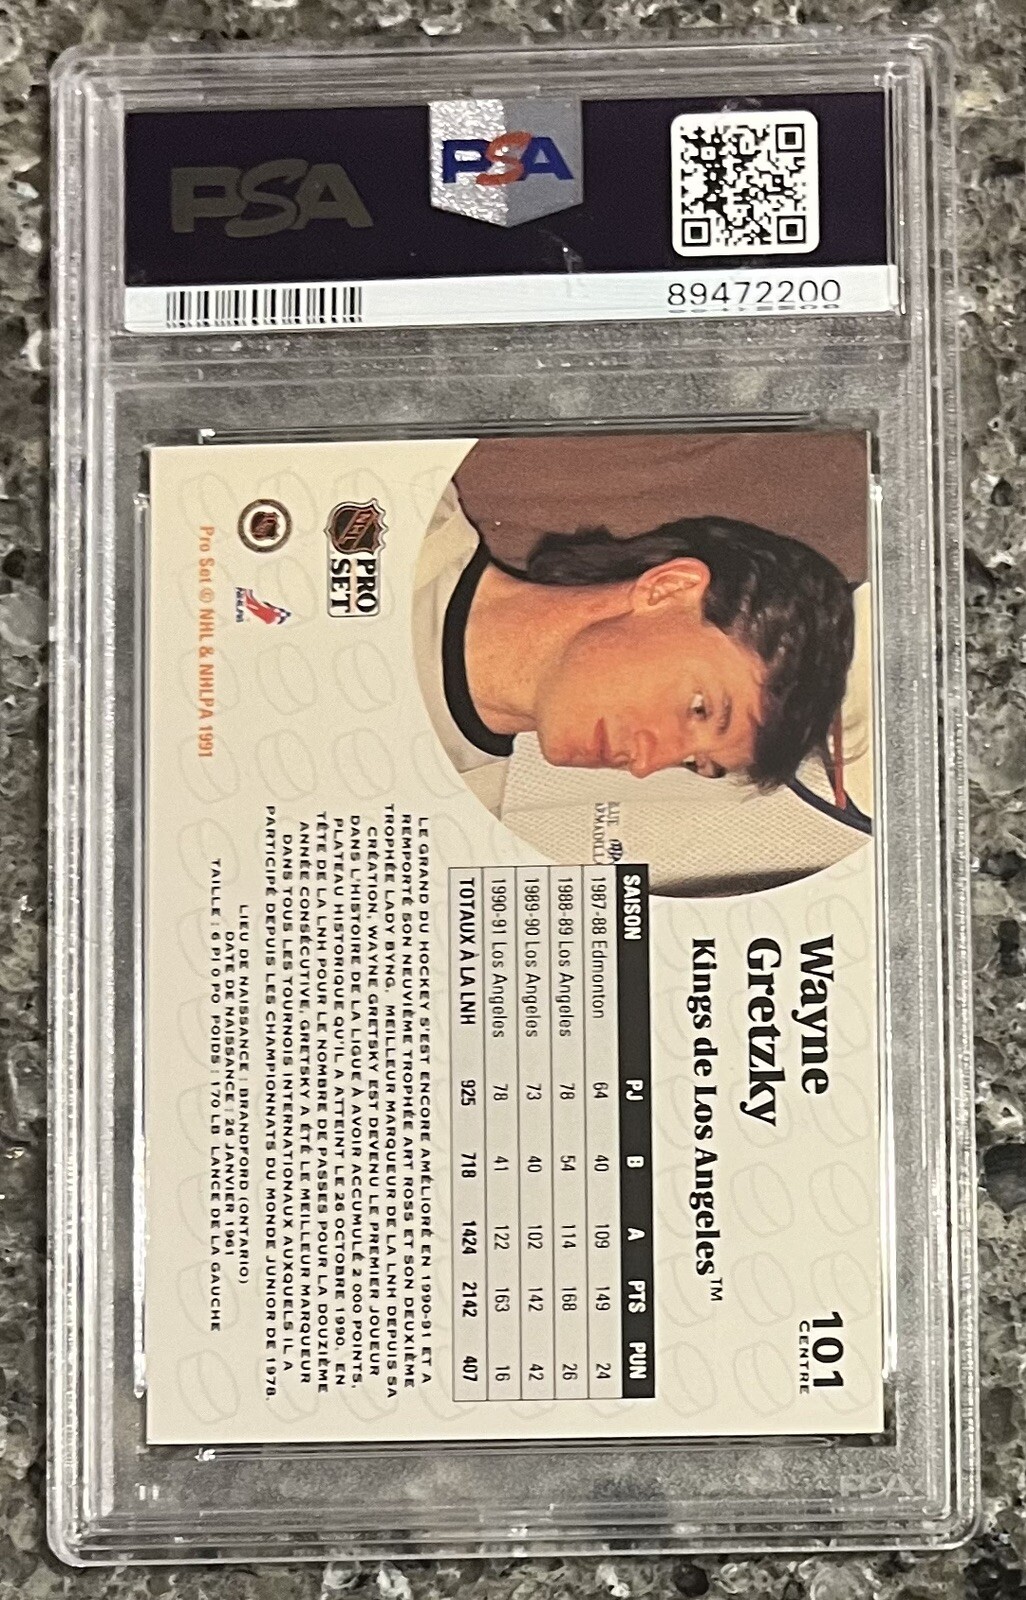 PSA
PSA
89472200
Wayne
Gretzky
Kings de Los Angeles™
101
CENTRE
SAISON PJ B A PTS PUN
1987-88 Edmonton 64 40 109 149 24
1988-89 Los Angeles 78 54 114 168 26
1989-90 Los Angeles 73 40 102 142 42
1990-91 Los Angeles 78 41 122 163 16
TOTAUX À LA LNH 925 718 1424 2142 407
LE GRAND DU HOCKEY S'EST ENCORE AMÉLIORÉ EN 1990-91 ET A
REMPORTÉ SON NEUVIÈME TROPHÉE ART ROSS ET SON DEUXIÈME
TROPHÉE LADY BYNG. MEILLEUR MARQUEUR DE LA LNH DEPUIS SA
CRÉATION, WAYNE GRETSKY EST DEVENU LE PREMIER JOUEUR
DANS L'HISTOIRE DE LA LIGUE À AVOIR ACCUMULÉ 2 000 POINTS,
PLATEAU HISTORIQUE QU'IL A ATTEINT LE 26 OCTOBRE 1990. EN
TÊTE DE LA LNH POUR LE NOMBRE DE PASSES POUR LA DOUZIÈME
ANNÉE CONSÉCUTIVE, GRETSKY A ÉTÉ LE MEILLEUR MARQUEUR
DANS TOUS LES TOURNOIS INTERNATIONAUX AUXQUELS IL A
PARTICIPÉ DEPUIS LES CHAMPIONNATS DU MONDE JUNIOR DE 1978.
LIEU DE NAISSANCE : BRANDFORD (ONTARIO)
DATE DE NAISSANCE : 26 JANVIER 1961
TAILLE : 6 PI 0 PO POIDS : 170 LB LANCE DE LA GAUCHE
NHL
PRO
SET
NHLPA
Pro Set © NHL & NHLPA 1991
PSA